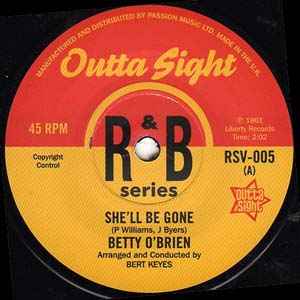 MANUFACTURED AND DISTRIBUTED BY PASSION MUSIC LTD. MADE IN THE U.K.
Outta Sight
45 RPM
R&B
series
℗ 1961
Liberty Records
Time: 2:02
Copyright
Control
RSV-005
(A)
SHE'LL BE GONE
(P Williams, J Byers)
BETTY O'BRIEN
Arranged and Conducted by
BERT KEYES
OUTTA
SIGHT